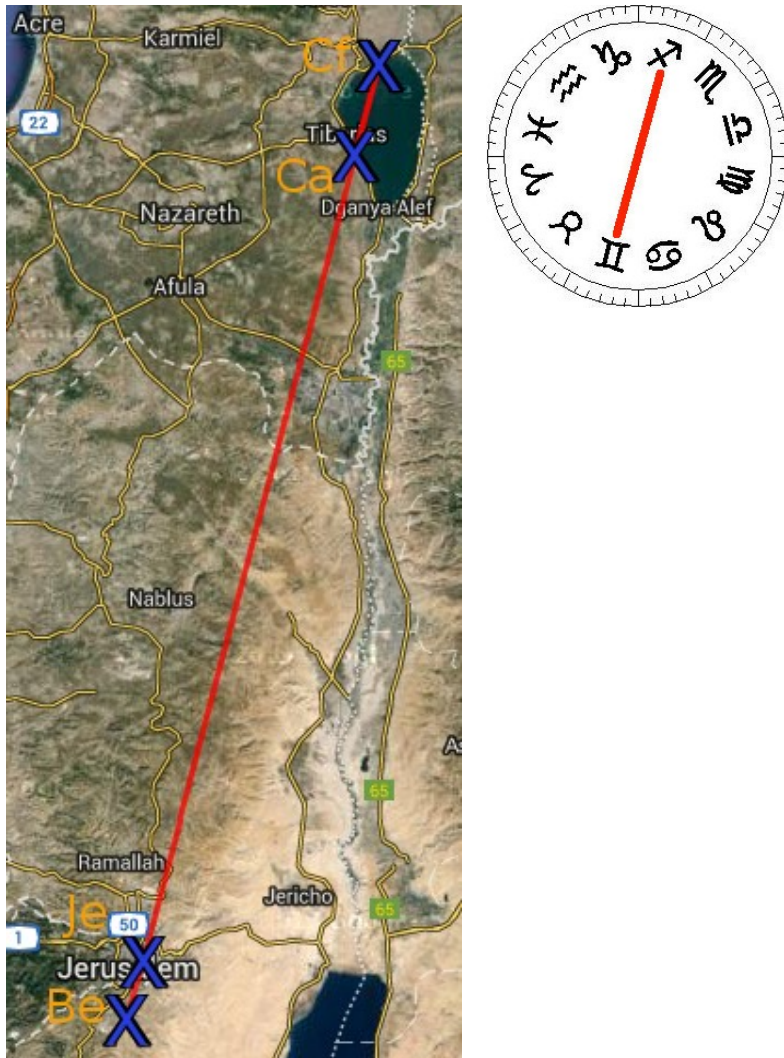 Acre
Karmiel
Cf
22
Tiberias
Ca
Nazareth
Dganya Alef
Afula
65
Nablus
65
Ramallah
Jericho
65
Je
50
1
Jerusalem
Be
♑ ♐ ♏ ♎ ♍ ♌ ♋ ♊ ♉ ♈ ♓ ♒